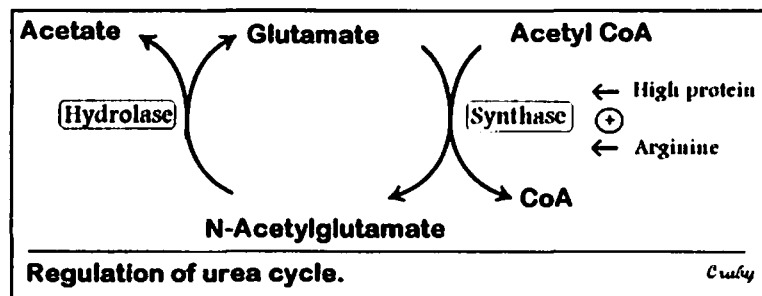 Acetate Glutamate Acetyl CoA
Hydrolase Synthase ← High protein
+
← Arginine
CoA
N-Acetylglutamate
Regulation of urea cycle.